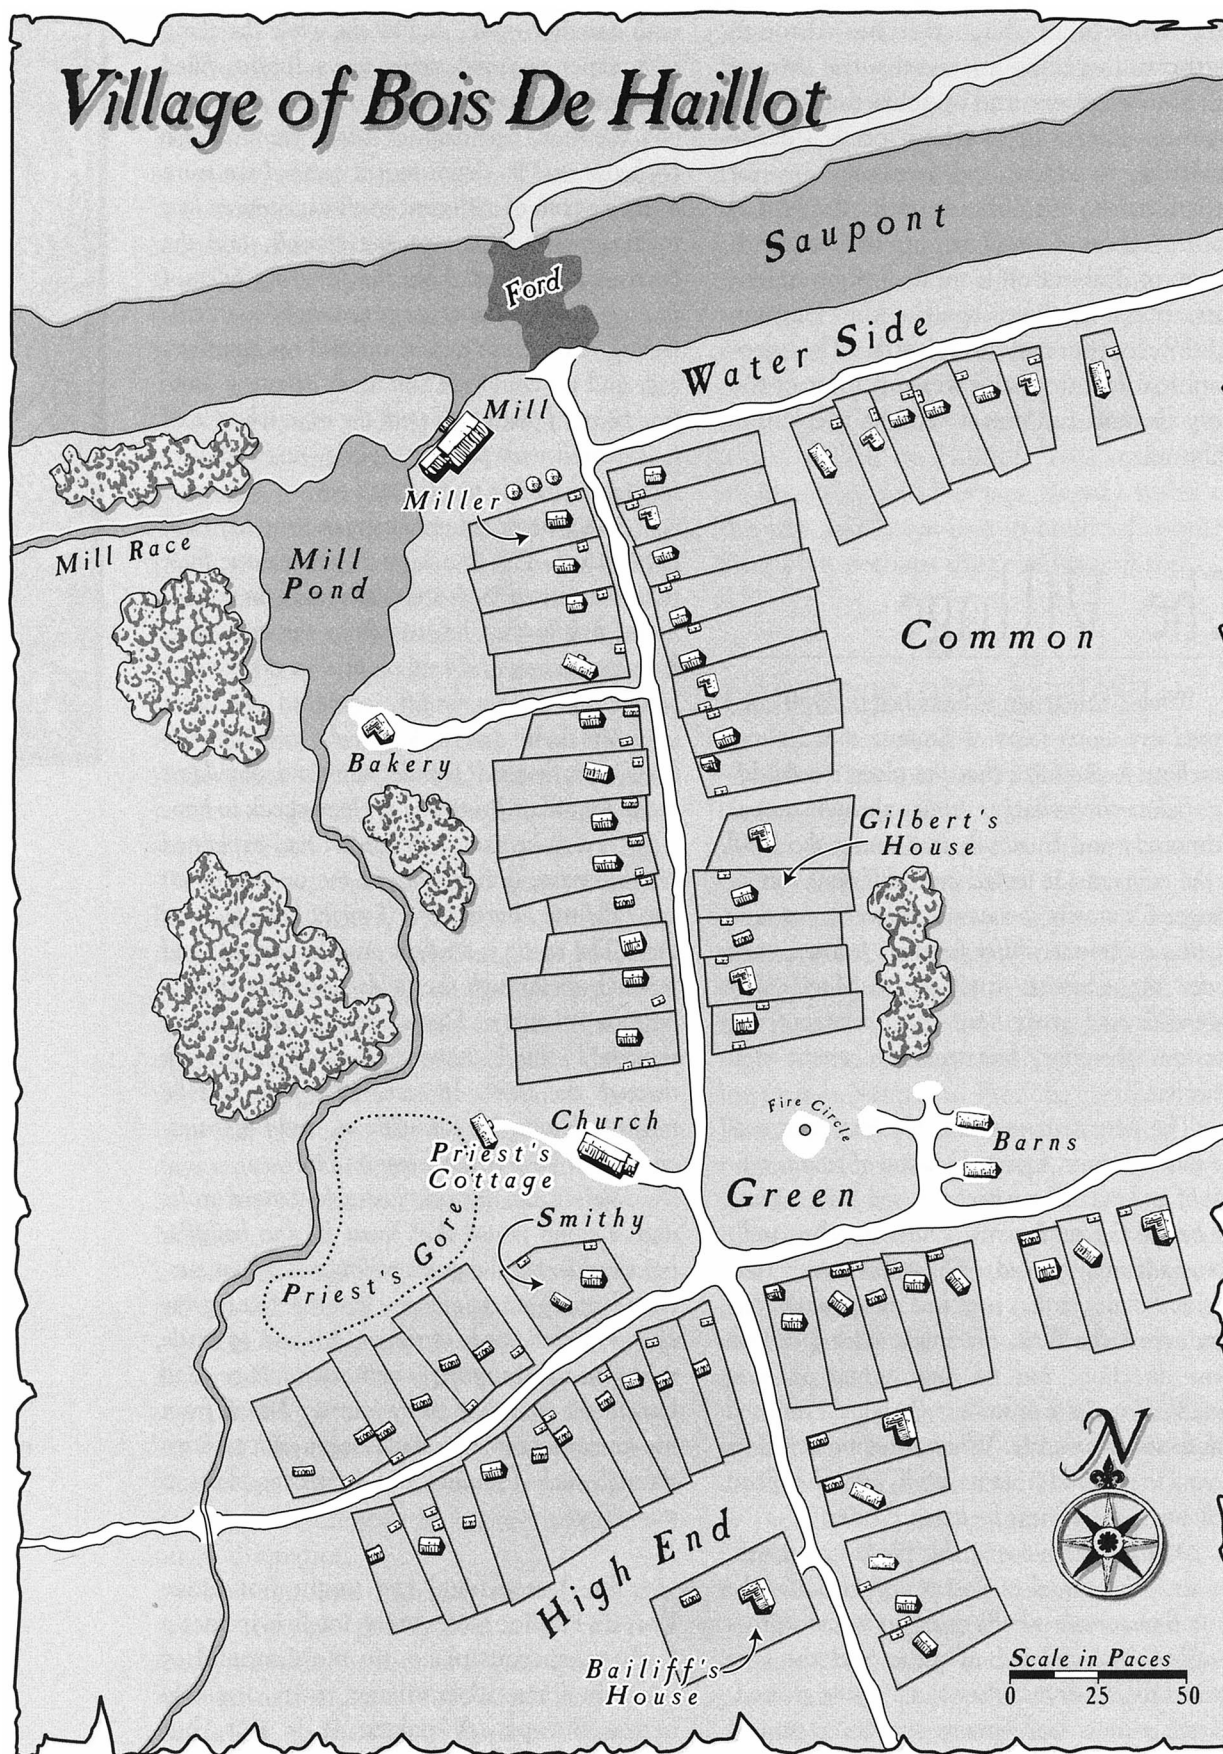 Village of Bois De Haillot
Saupont
Ford
Water Side
Mill
Miller
Mill Race
Mill
Pond
Common
Bakery
Gilbert's
House
Fire Circle
Church
Priest's
Cottage
Barns
Green
Smithy
Priest's Gore
N
High End
Bailiff's
House
Scale in Paces
0 25 50